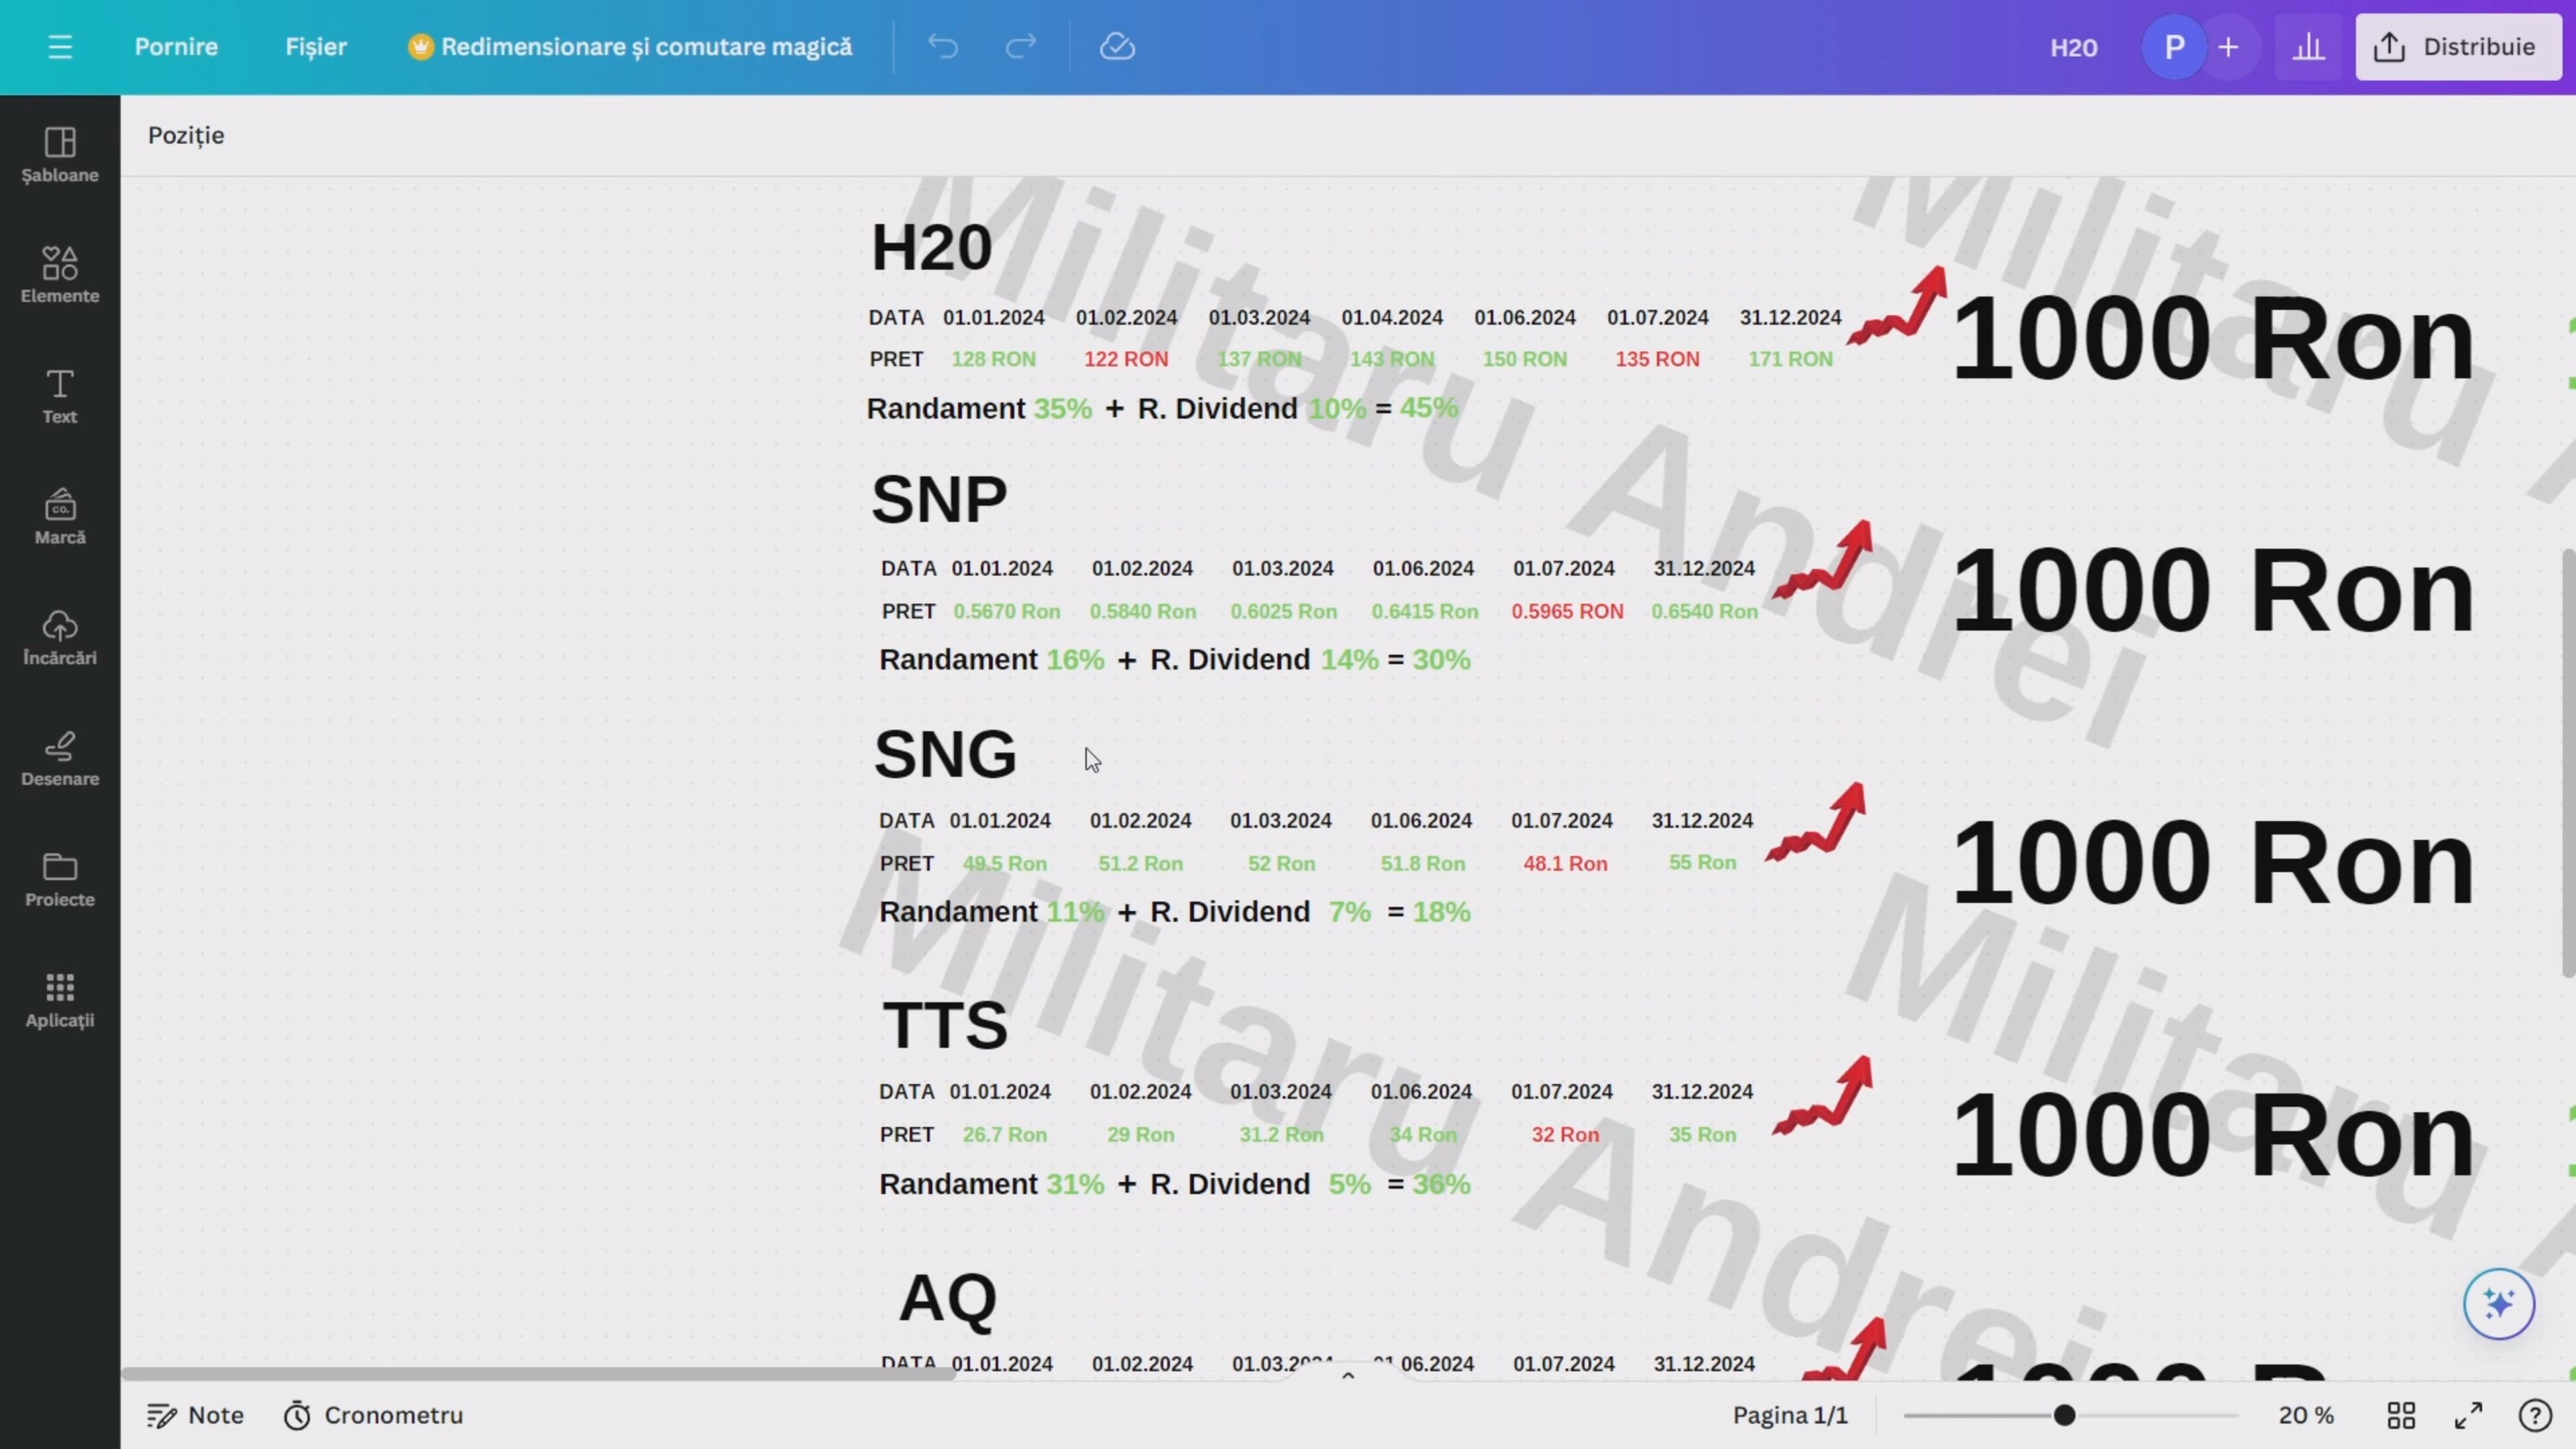 Pornire Fișier Redimensionare și comutare magică H20 P + Distribuie
Poziție
Șabloane
Elemente
Text
CO.
Marcă
Încărcări
Desenare
Proiecte
Aplicații
Militaru Andrei
Militaru
Militaru Andrei
Militaru
H20
DATA 01.01.2024 01.02.2024 01.03.2024 01.04.2024 01.06.2024 01.07.2024 31.12.2024
PRET 128 RON 122 RON 137 RON 143 RON 150 RON 135 RON 171 RON
Randament 35% + R. Dividend 10% = 45%
1000 Ron
SNP
DATA 01.01.2024 01.02.2024 01.03.2024 01.06.2024 01.07.2024 31.12.2024
PRET 0.5670 Ron 0.5840 Ron 0.6025 Ron 0.6415 Ron 0.5965 RON 0.6540 Ron
Randament 16% + R. Dividend 14% = 30%
1000 Ron
SNG
DATA 01.01.2024 01.02.2024 01.03.2024 01.06.2024 01.07.2024 31.12.2024
PRET 49.5 Ron 51.2 Ron 52 Ron 51.8 Ron 48.1 Ron 55 Ron
Randament 11% + R. Dividend 7% = 18%
1000 Ron
TTS
DATA 01.01.2024 01.02.2024 01.03.2024 01.06.2024 01.07.2024 31.12.2024
PRET 26.7 Ron 29 Ron 31.2 Ron 34 Ron 32 Ron 35 Ron
Randament 31% + R. Dividend 5% = 36%
1000 Ron
AQ
DATA 01.01.2024 01.02.2024 01.03.2024 01.06.2024 01.07.2024 31.12.2024
Note Cronometru Pagina 1/1 20 % ?